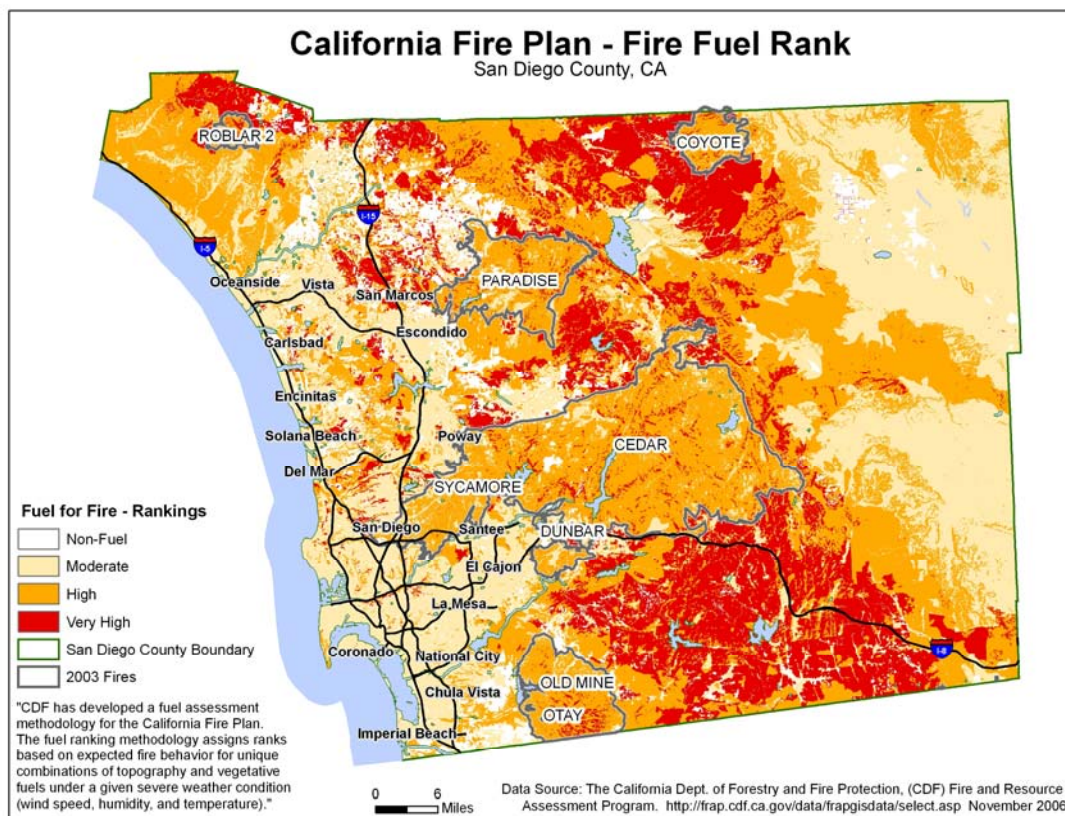 California Fire Plan - Fire Fuel Rank
San Diego County, CA
ROBLAR 2
COYOTE
I-15
I-5
PARADISE
Oceanside
Vista
San Marcos
Escondido
Carlsbad
Encinitas
Solana Beach
Poway
CEDAR
Del Mar
SYCAMORE
San Diego
Santee
DUNBAR
El Cajon
La Mesa
Coronado
National City
I-8
OLD MINE
Chula Vista
OTAY
Imperial Beach
Fuel for Fire - Rankings
Non-Fuel
Moderate
High
Very High
San Diego County Boundary
2003 Fires
"CDF has developed a fuel assessment
methodology for the California Fire Plan.
The fuel ranking methodology assigns ranks
based on expected fire behavior for unique
combinations of topography and vegetative
fuels under a given severe weather condition
(wind speed, humidity, and temperature)."
0 6
Miles
Data Source: The California Dept. of Forestry and Fire Protection, (CDF) Fire and Resource
Assessment Program. http://frap.cdf.ca.gov/data/frapgisdata/select.asp November 2006